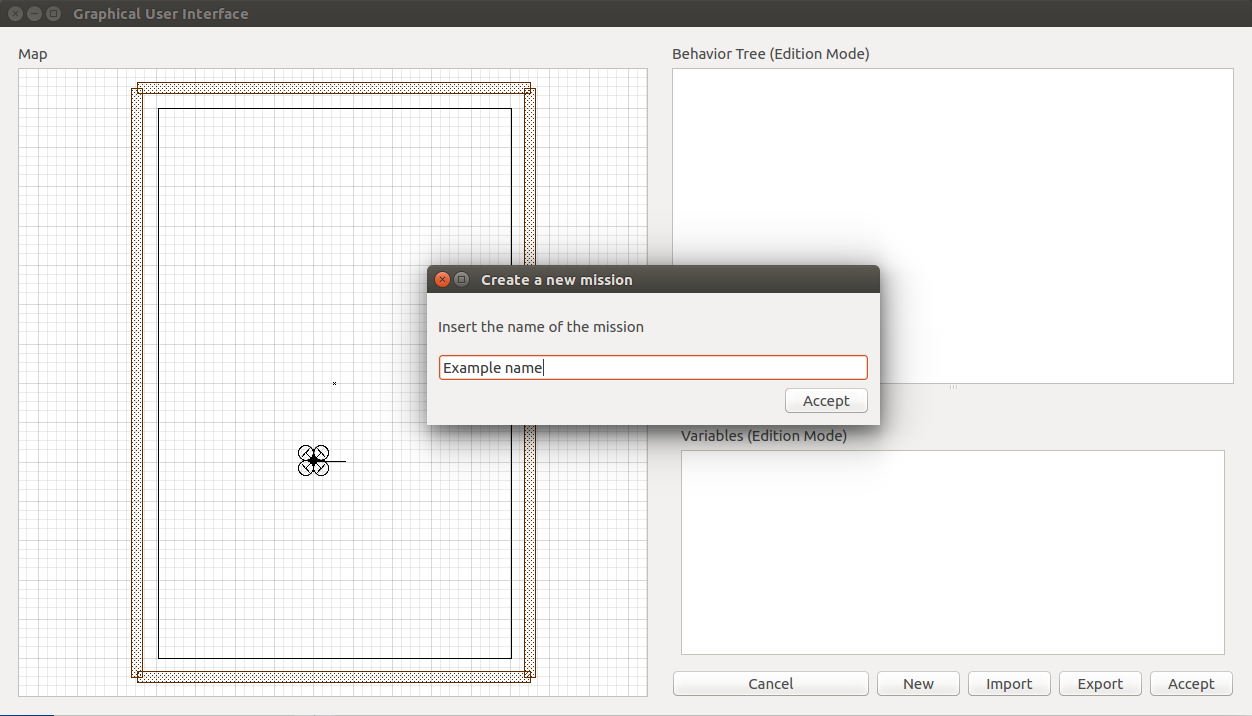 Graphical User Interface
Map
Behavior Tree (Edition Mode)
Create a new mission
Insert the name of the mission
Example name
Accept
Variables (Edition Mode)
Cancel
New
Import
Export
Accept